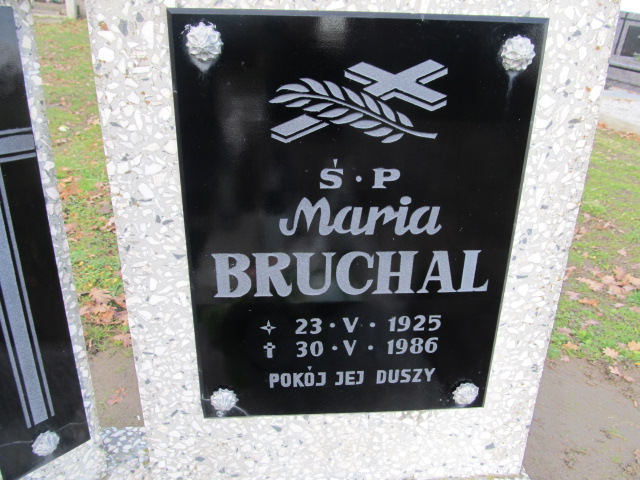 Ś·P
Maria
BRUCHAL
23·V·1925
✝ 30·V·1986
POKÓJ JEJ DUSZY